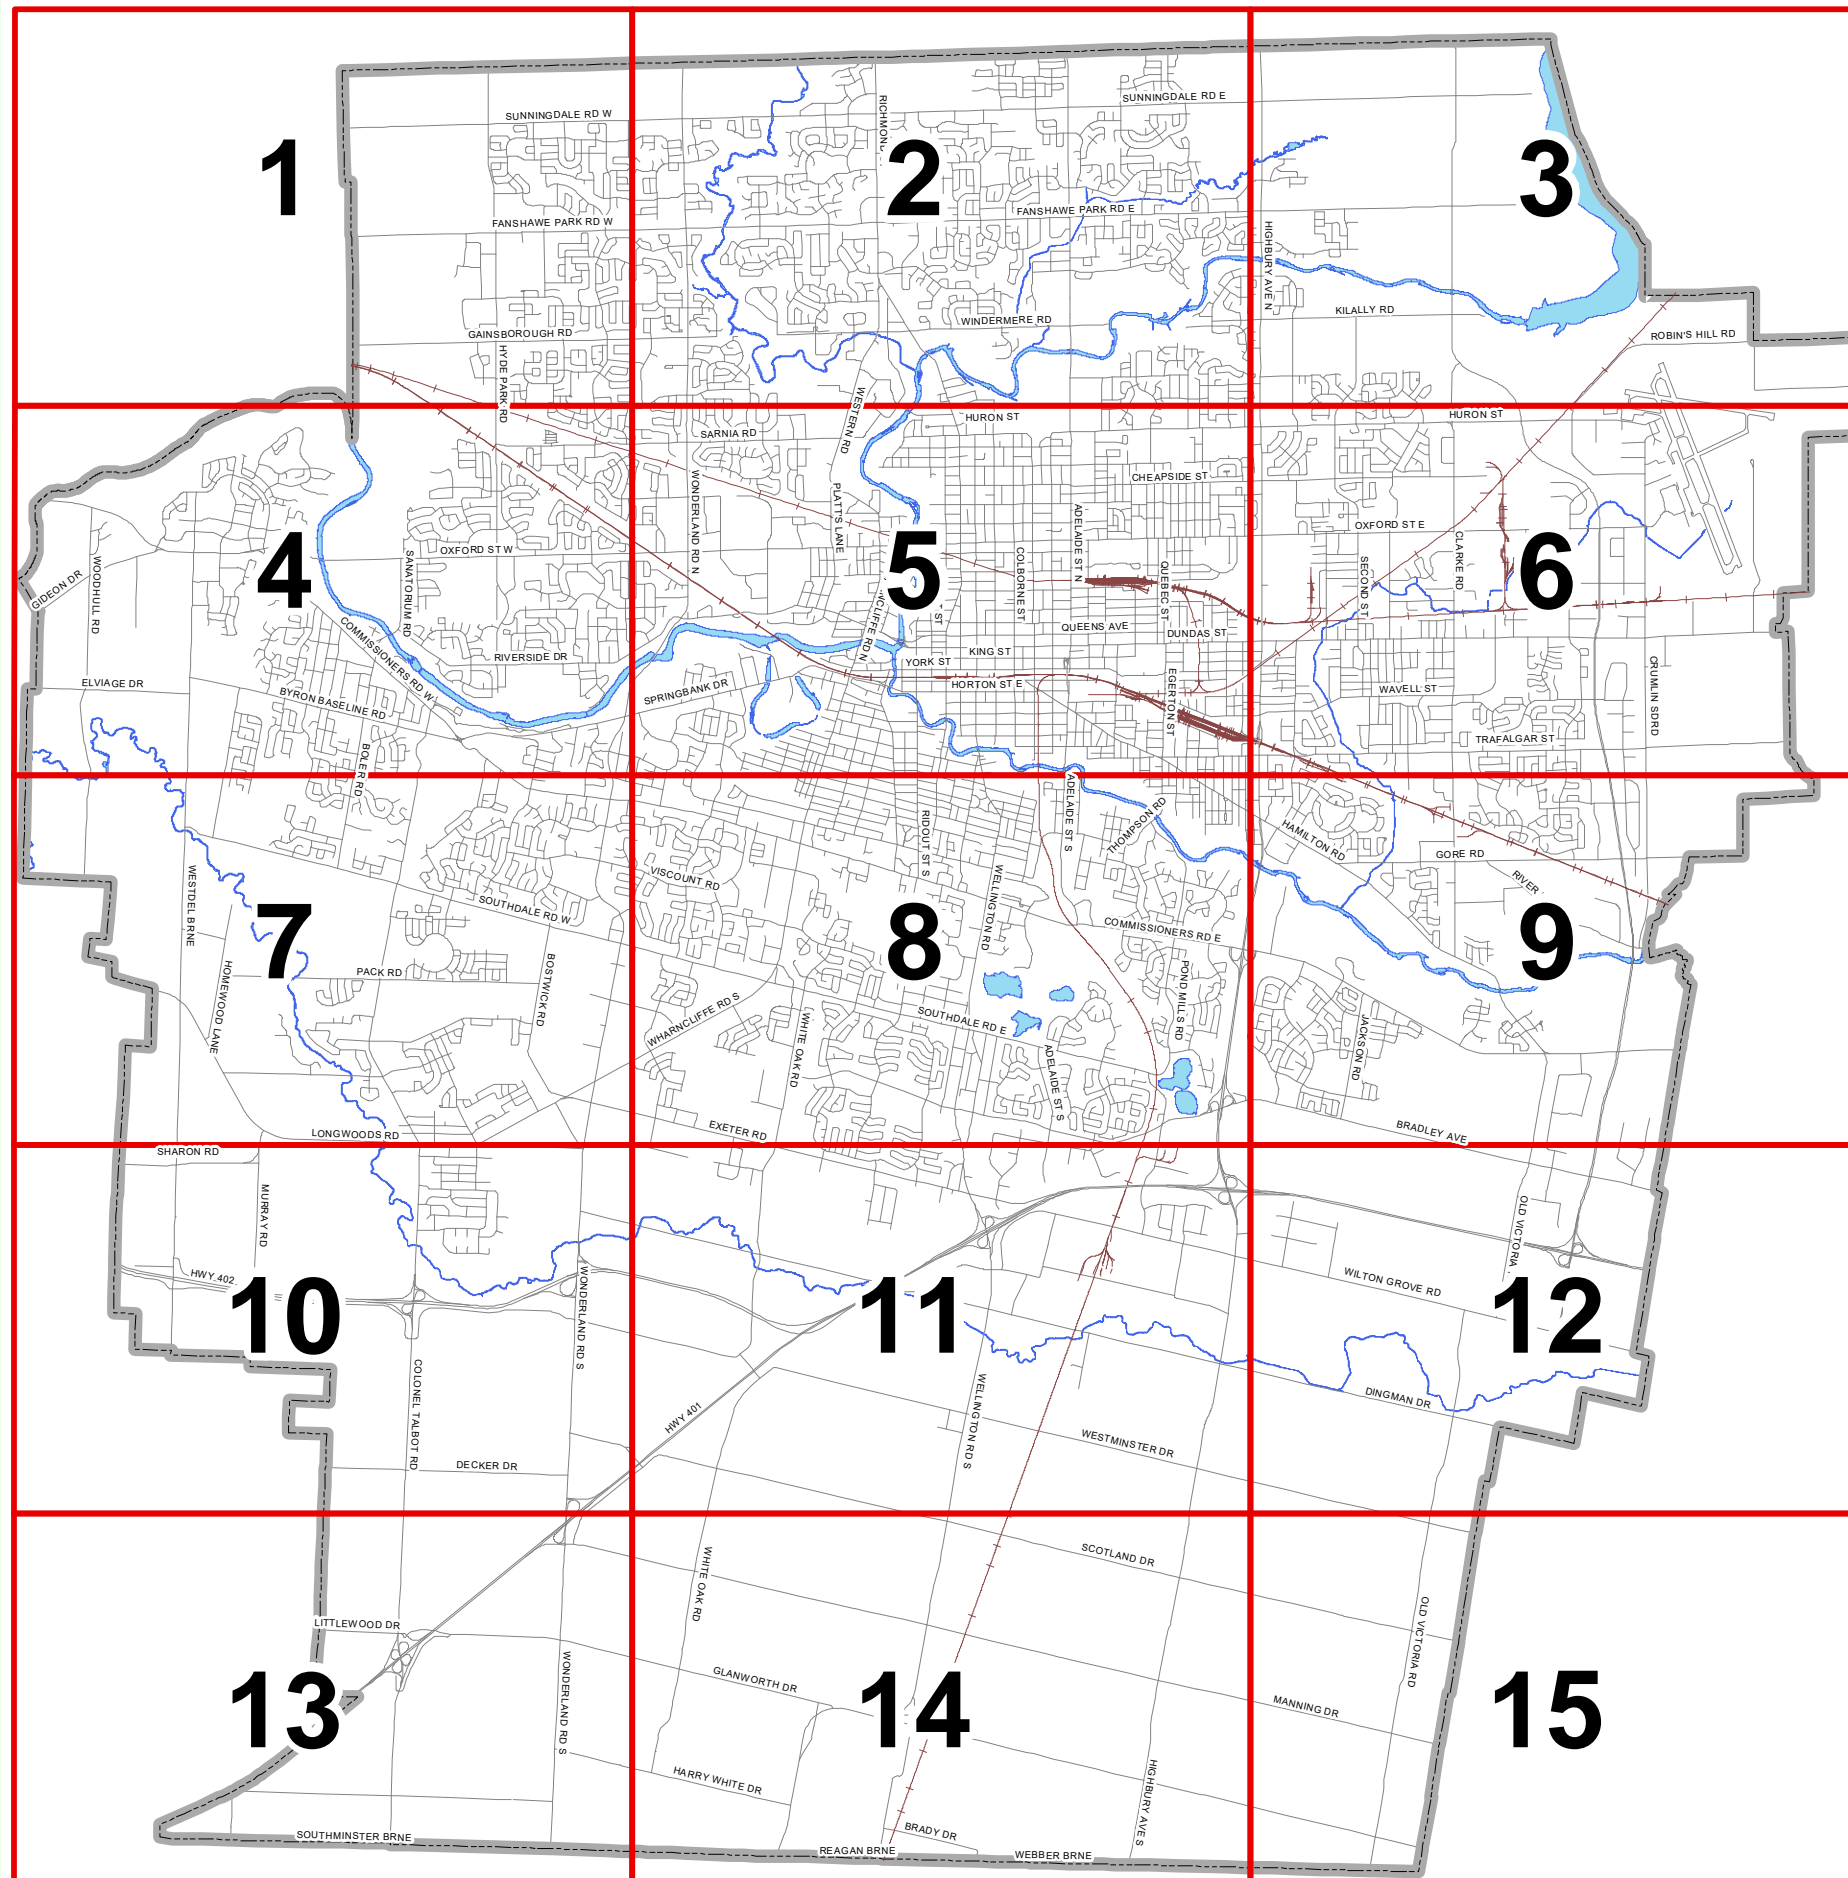 1
2
3
SUNNINGDALE RD W
RICHMOND
SUNNINGDALE RD E
FANSHAWE PARK RD W
FANSHAWE PARK RD E
HIGHBURY AVE N
GAINSBOROUGH RD
HYDE PARK RD
WINDERMERE RD
KILALLY RD
ROBIN'S HILL RD
WESTERN RD
4
5
6
SARNIA RD
HURON ST
HURON ST
WONDERLAND RD N
PLATT'S LANE
CHEAPSIDE ST
ADELAIDE ST N
OXFORD ST E
CLARKE RD
GIDEON DR
WOODHULL RD
SANATORIUM RD
OXFORD ST W
COLBORNE ST
QUEBEC ST
SECOND ST
COMMISSIONERS RD W
RIVERSIDE DR
NCLIFFE RD N
ST
QUEENS AVE
DUNDAS ST
KING ST
YORK ST
HORTON ST E
EGERTON ST
WAVELL ST
CRUMLIN SDRD
ELVIAGE DR
BYRON BASELINE RD
SPRINGBANK DR
TRAFALGAR ST
BOLER RD
7
8
9
RIDOUT ST S
ADELAIDE ST S
THOMPSON RD
HAMILTON RD
GORE RD
RIVER
WESTDEL BRNE
VISCOUNT RD
SOUTHDALE RD W
WELLINGTON RD
COMMISSIONERS RD E
HOMEWOOD LANE
PACK RD
BOSTWICK RD
WHARNCLIFFE RD S
WHITE OAK RD
SOUTHDALE RD E
POND MILLS RD
ADELAIDE ST S
JACKSON RD
LONGWOODS RD
EXETER RD
BRADLEY AVE
10
11
12
SHARON RD
MURRAY RD
HWY 402
WONDERLAND RD S
OLD VICTORIA
WILTON GROVE RD
COLONEL TALBOT RD
HWY 401
WELLINGTON RD S
DINGMAN DR
WESTMINSTER DR
DECKER DR
13
14
15
WHITE OAK RD
SCOTLAND DR
LITTLEWOOD DR
WONDERLAND RD S
GLANWORTH DR
OLD VICTORIA RD
MANNING DR
HARRY WHITE DR
HIGHBURY AVE S
SOUTHMINSTER BRNE
BRADY DR
REAGAN BRNE
WEBBER BRNE